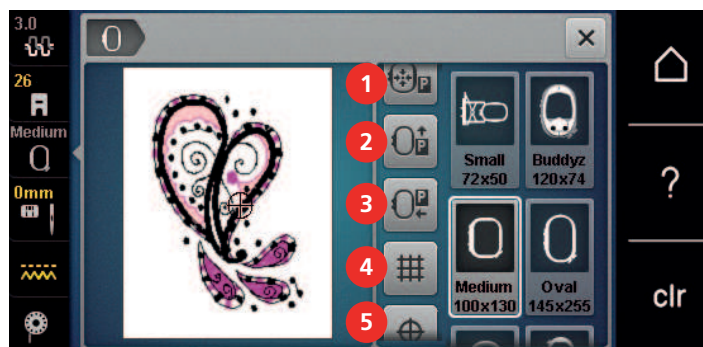 3.0
26
Medium
0mm
1
P
2
P
3
P
4
5
Small
72x50
Buddyz
120x74
Medium
100x130
Oval
145x255
?
clr